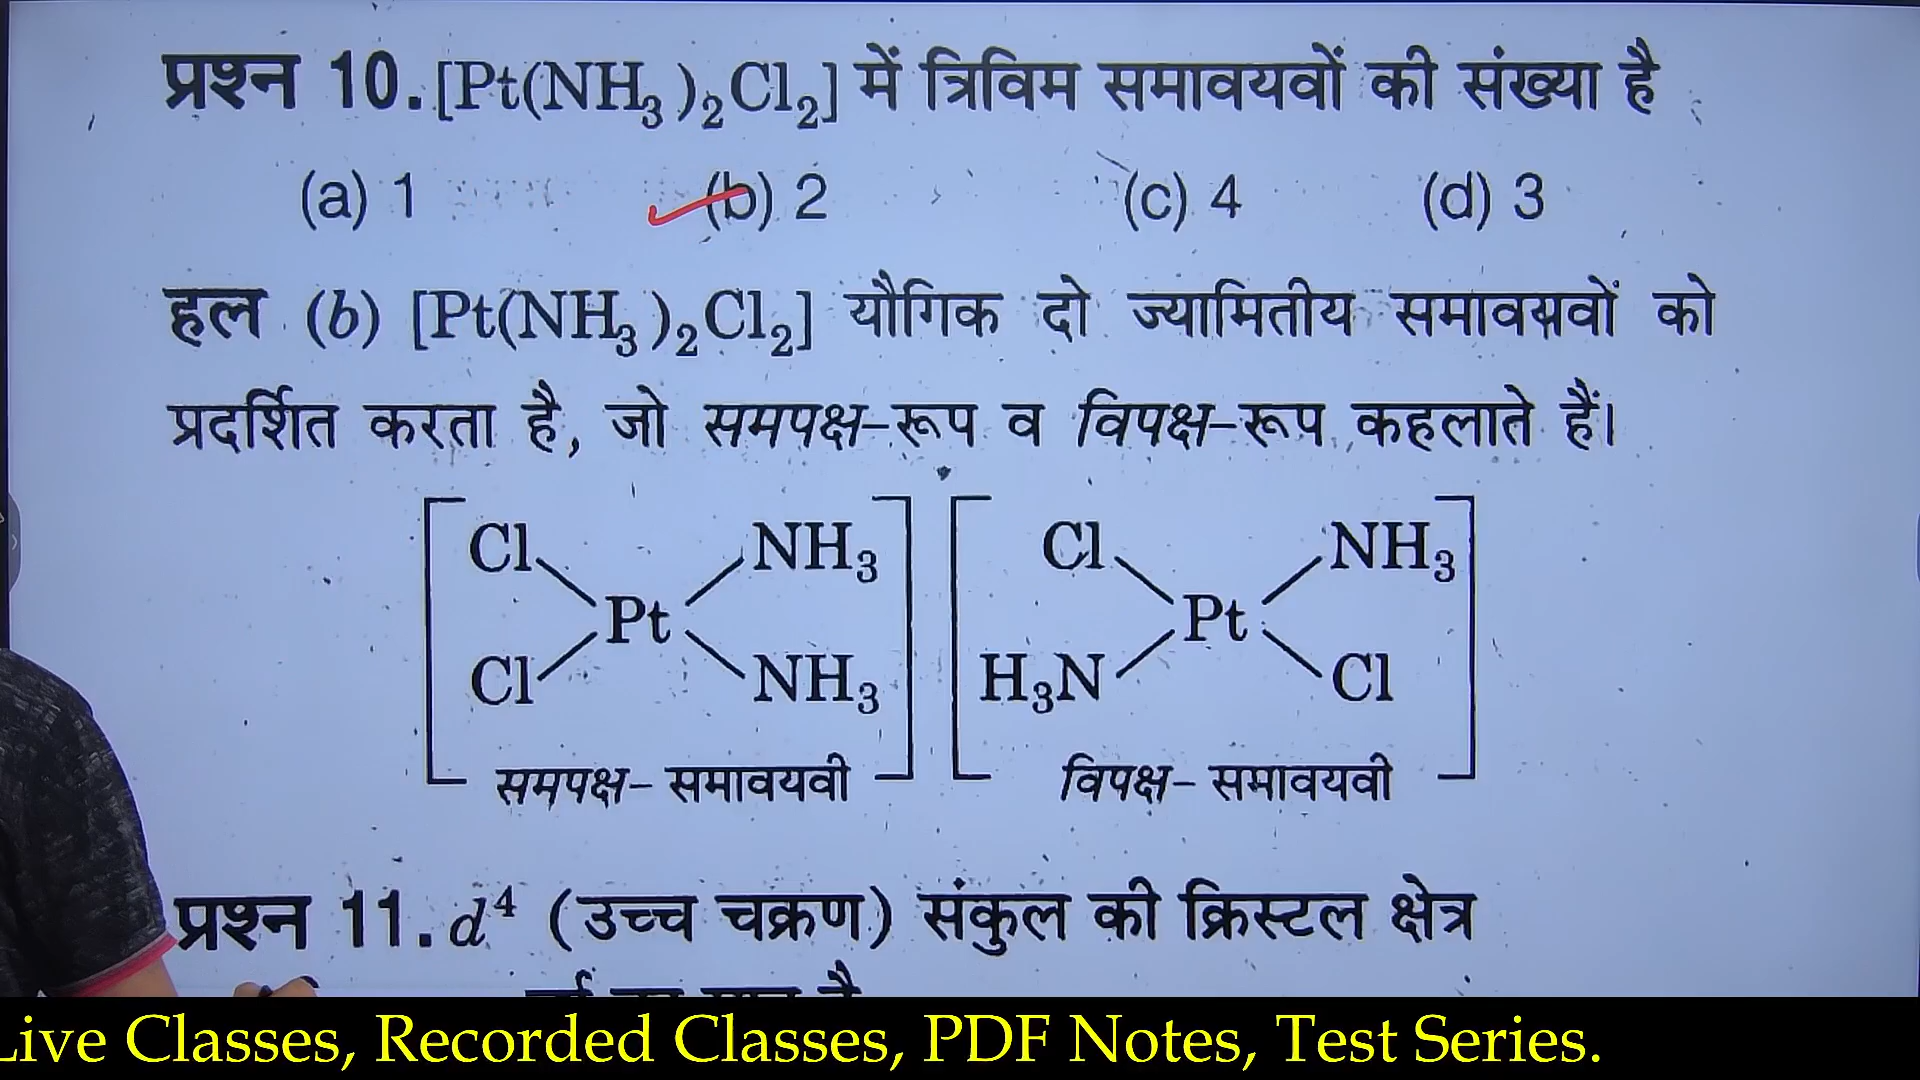 प्रश्न 10. [Pt(NH₃)₂Cl₂] में त्रिविम समावयवों की संख्या है
(a) 1 (b) 2 (c) 4 (d) 3
हल (b) [Pt(NH₃)₂Cl₂] यौगिक दो ज्यामितीय समावयवों को
प्रदर्शित करता है, जो समपक्ष-रूप व विपक्ष-रूप कहलाते हैं।
Cl NH₃ Cl NH₃
Pt Pt
Cl NH₃ H₃N Cl
समपक्ष- समावयवी विपक्ष- समावयवी
प्रश्न 11. d⁴ (उच्च चक्रण) संकुल की क्रिस्टल क्षेत्र
Live Classes, Recorded Classes, PDF Notes, Test Series.